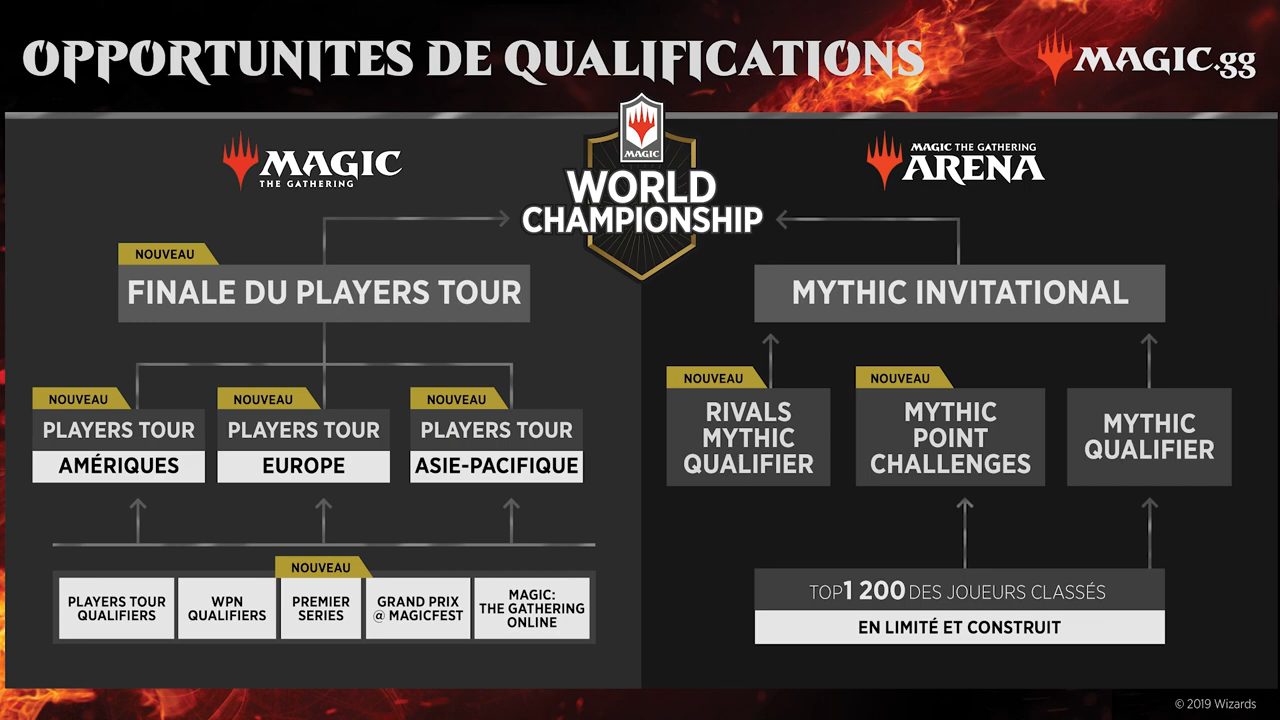 OPPORTUNITES DE QUALIFICATIONS
MAGIC.gg
MAGIC
THE GATHERING
MAGIC
WORLD
CHAMPIONSHIP
MAGIC THE GATHERING
ARENA
NOUVEAU
FINALE DU PLAYERS TOUR
NOUVEAU
PLAYERS TOUR
AMÉRIQUES
NOUVEAU
PLAYERS TOUR
EUROPE
NOUVEAU
PLAYERS TOUR
ASIE-PACIFIQUE
PLAYERS TOUR
QUALIFIERS
WPN
QUALIFIERS
NOUVEAU
PREMIER
SERIES
GRAND PRIX
@ MAGICFEST
MAGIC:
THE GATHERING
ONLINE
MYTHIC INVITATIONAL
NOUVEAU
RIVALS
MYTHIC
QUALIFIER
NOUVEAU
MYTHIC
POINT
CHALLENGES
MYTHIC
QUALIFIER
TOP 1 200 DES JOUEURS CLASSÉS
EN LIMITÉ ET CONSTRUIT
© 2019 Wizards